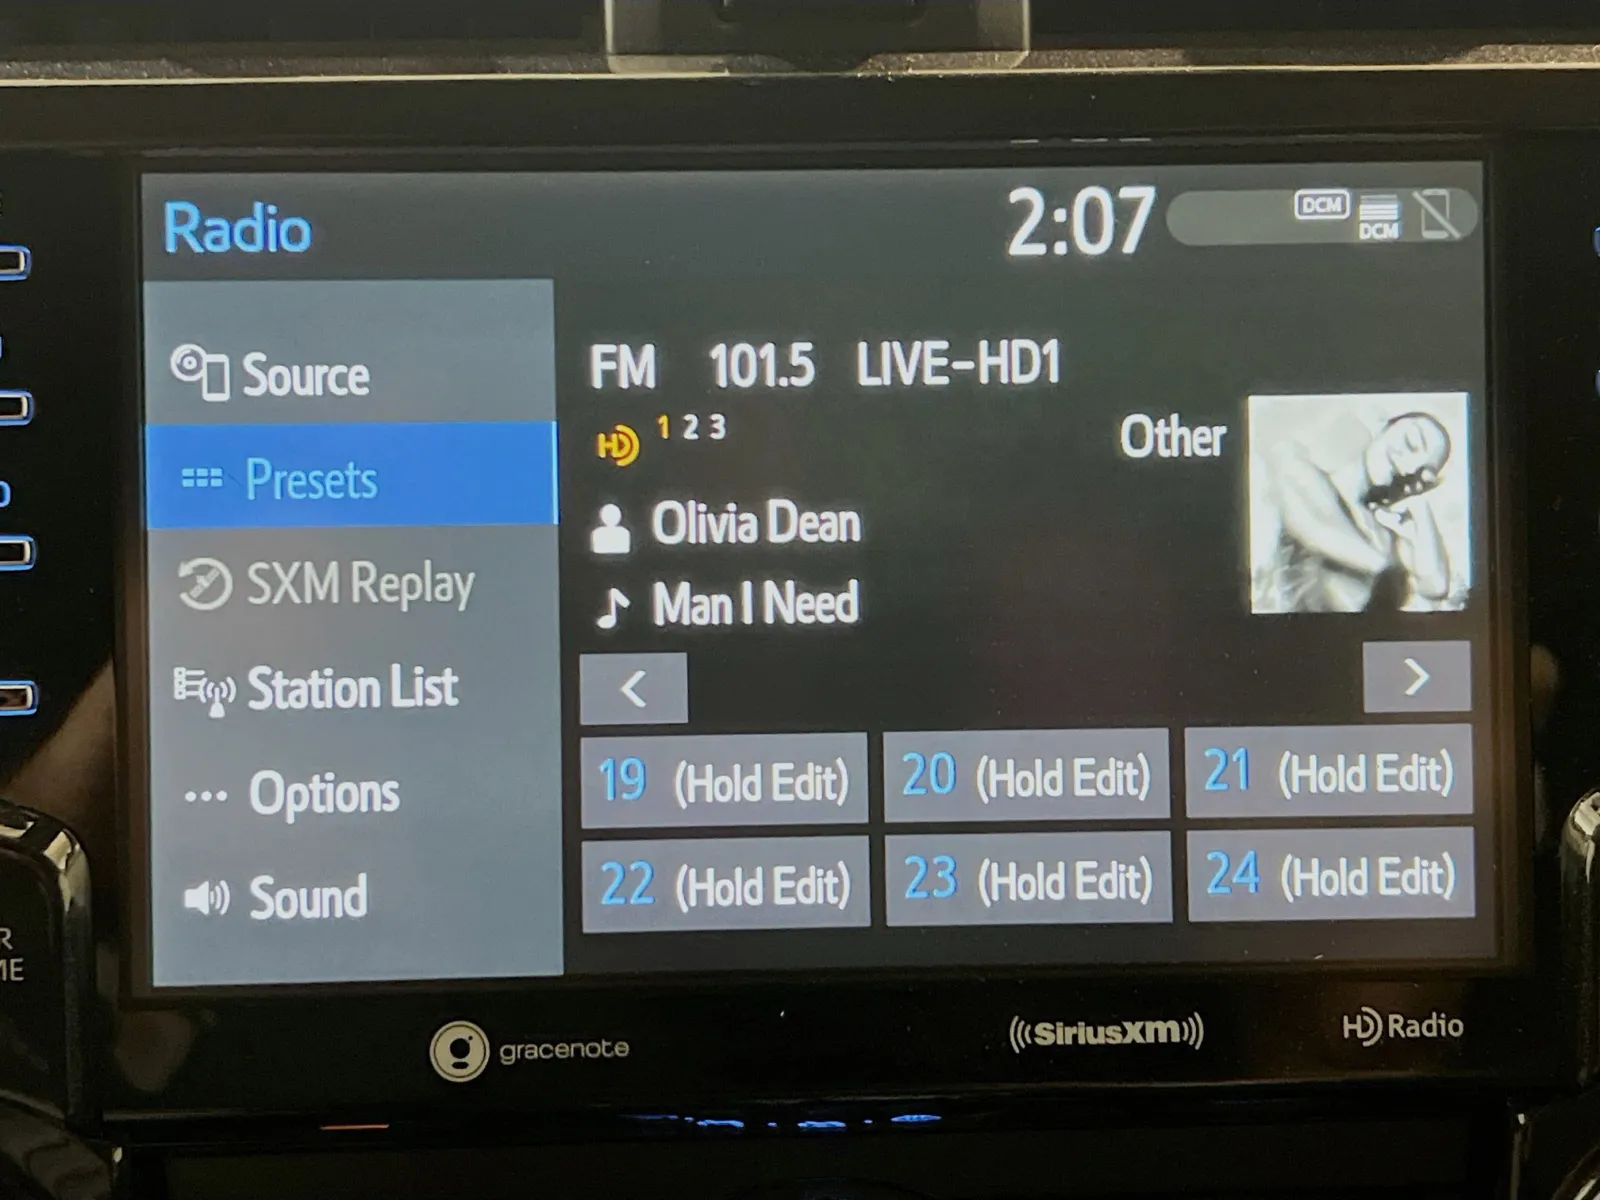 Radio
2:07
DCM
DCM
Source
Presets
SXM Replay
Station List
Options
Sound
FM 101.5 LIVE-HD1
HD 1 2 3
Other
Olivia Dean
Man I Need
<
>
19 (Hold Edit)
20 (Hold Edit)
21 (Hold Edit)
22 (Hold Edit)
23 (Hold Edit)
24 (Hold Edit)
gracenote
SiriusXM
HD Radio